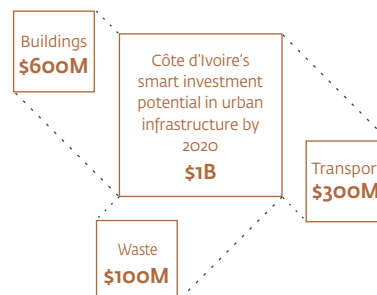 Buildings
$600M
Côte d'Ivoire's
smart investment
potential in urban
infrastructure by
2020
$1B
Transpor
$300M
Waste
$100M